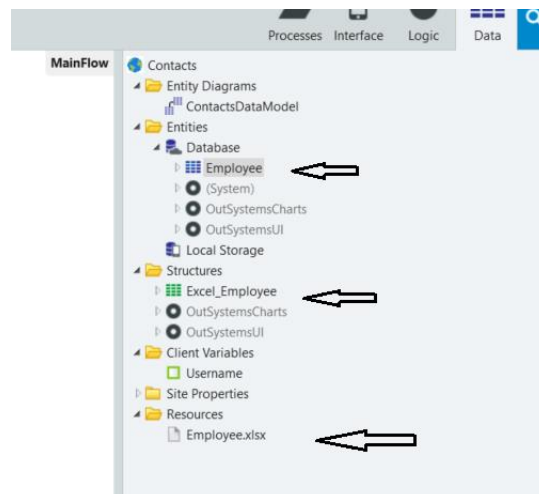 Processes Interface Logic Data
MainFlow
Contacts
Entity Diagrams
ContactsDataModel
Entities
Database
Employee
(System)
OutSystemsCharts
OutSystemsUI
Local Storage
Structures
Excel_Employee
OutSystemsCharts
OutSystemsUI
Client Variables
Username
Site Properties
Resources
Employee.xlsx